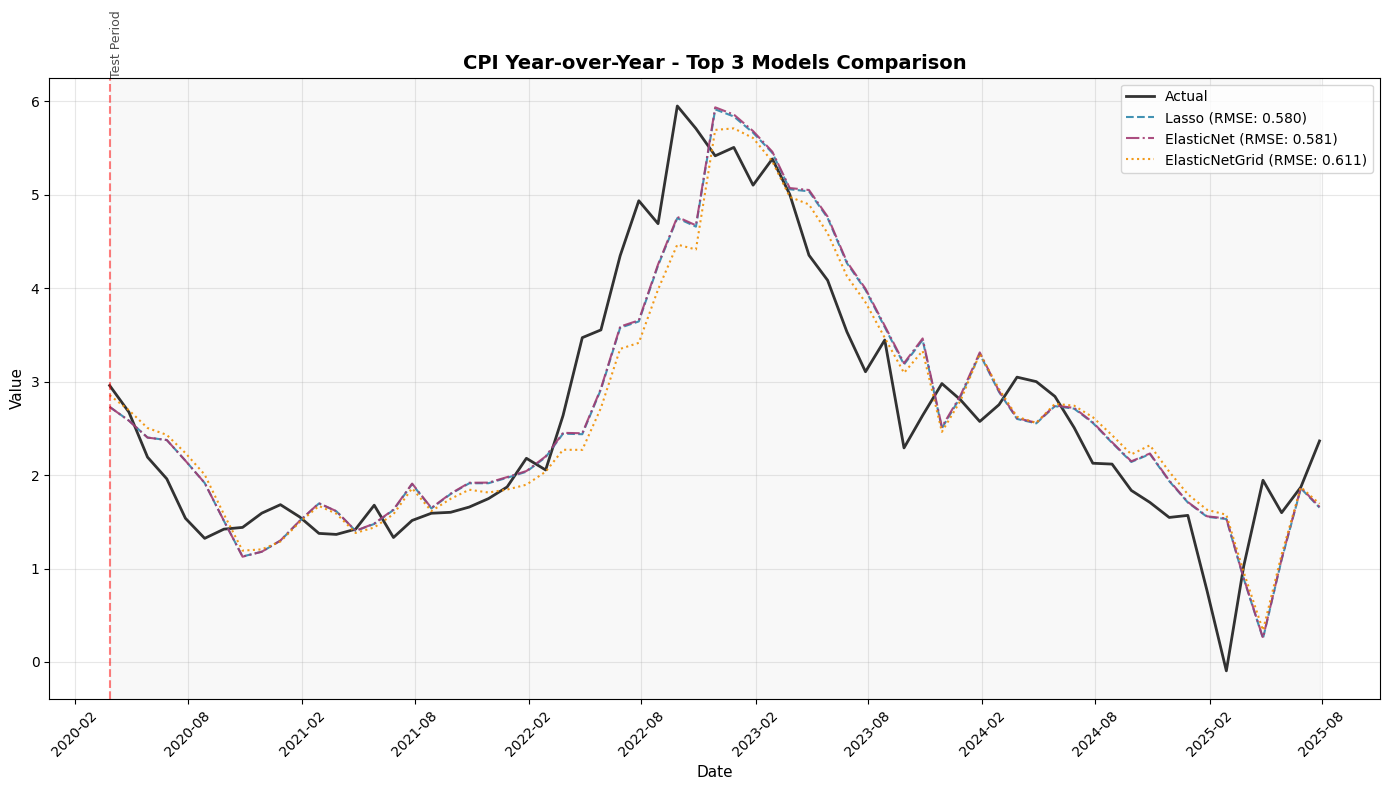 Test Period
CPI Year-over-Year - Top 3 Models Comparison
Actual
Lasso (RMSE: 0.580)
ElasticNet (RMSE: 0.581)
ElasticNetGrid (RMSE: 0.611)
Value
6
5
4
3
2
1
0
2020-02
2020-08
2021-02
2021-08
2022-02
2022-08
2023-02
2023-08
2024-02
2024-08
2025-02
2025-08
Date